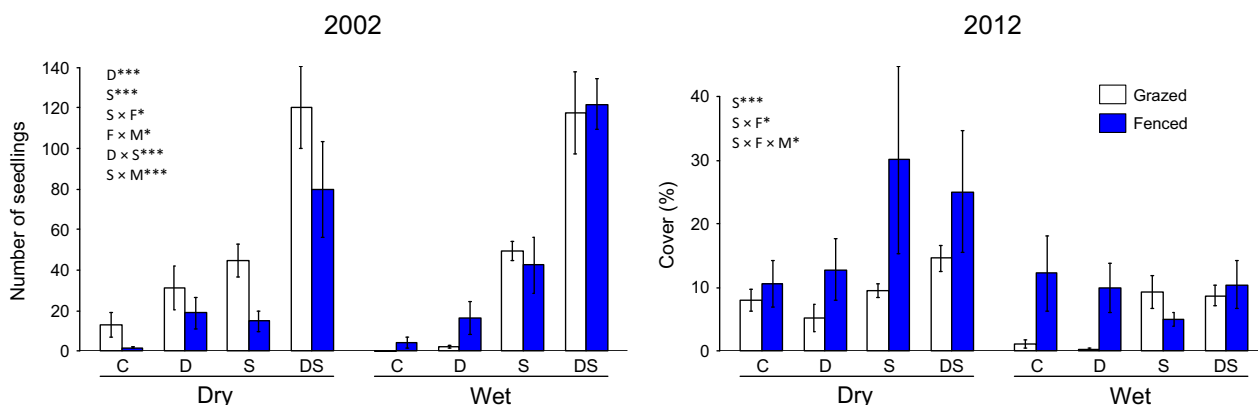 2002
Number of seedlings
140
120
100
80
60
40
20
0
D***
S***
S × F*
F × M*
D × S***
S × M***
C D S DS C D S DS
Dry Wet
2012
Cover (%)
40
30
20
10
0
S***
S × F*
S × F × M*
Grazed
Fenced
C D S DS C D S DS
Dry Wet